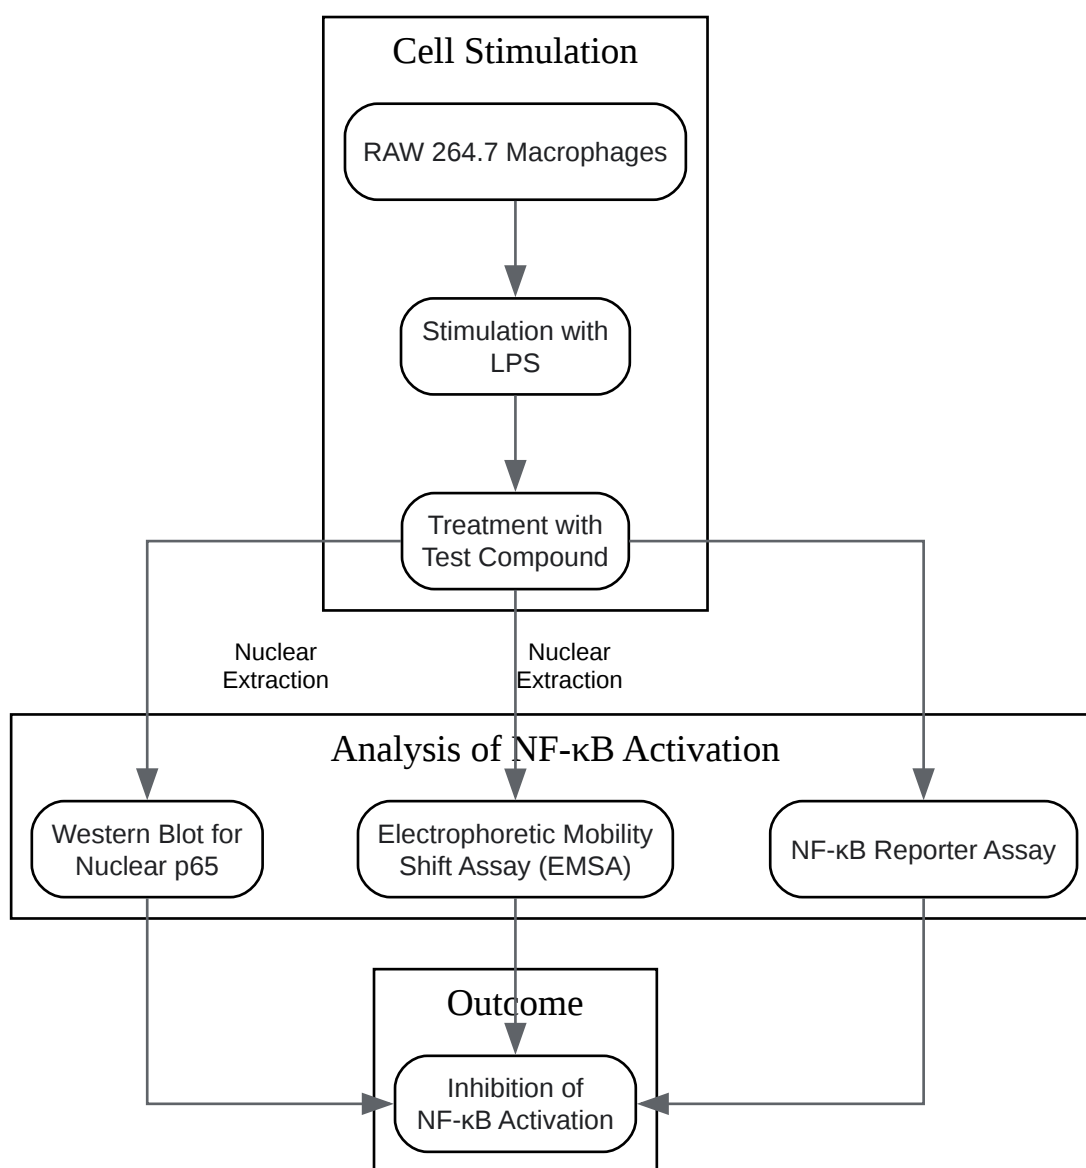 Cell Stimulation
RAW 264.7 Macrophages
Stimulation with
LPS
Treatment with
Test Compound
Nuclear
Extraction
Nuclear
Extraction
Analysis of NF-κB Activation
Western Blot for
Nuclear p65
Electrophoretic Mobility
Shift Assay (EMSA)
NF-κB Reporter Assay
Outcome
Inhibition of
NF-κB Activation